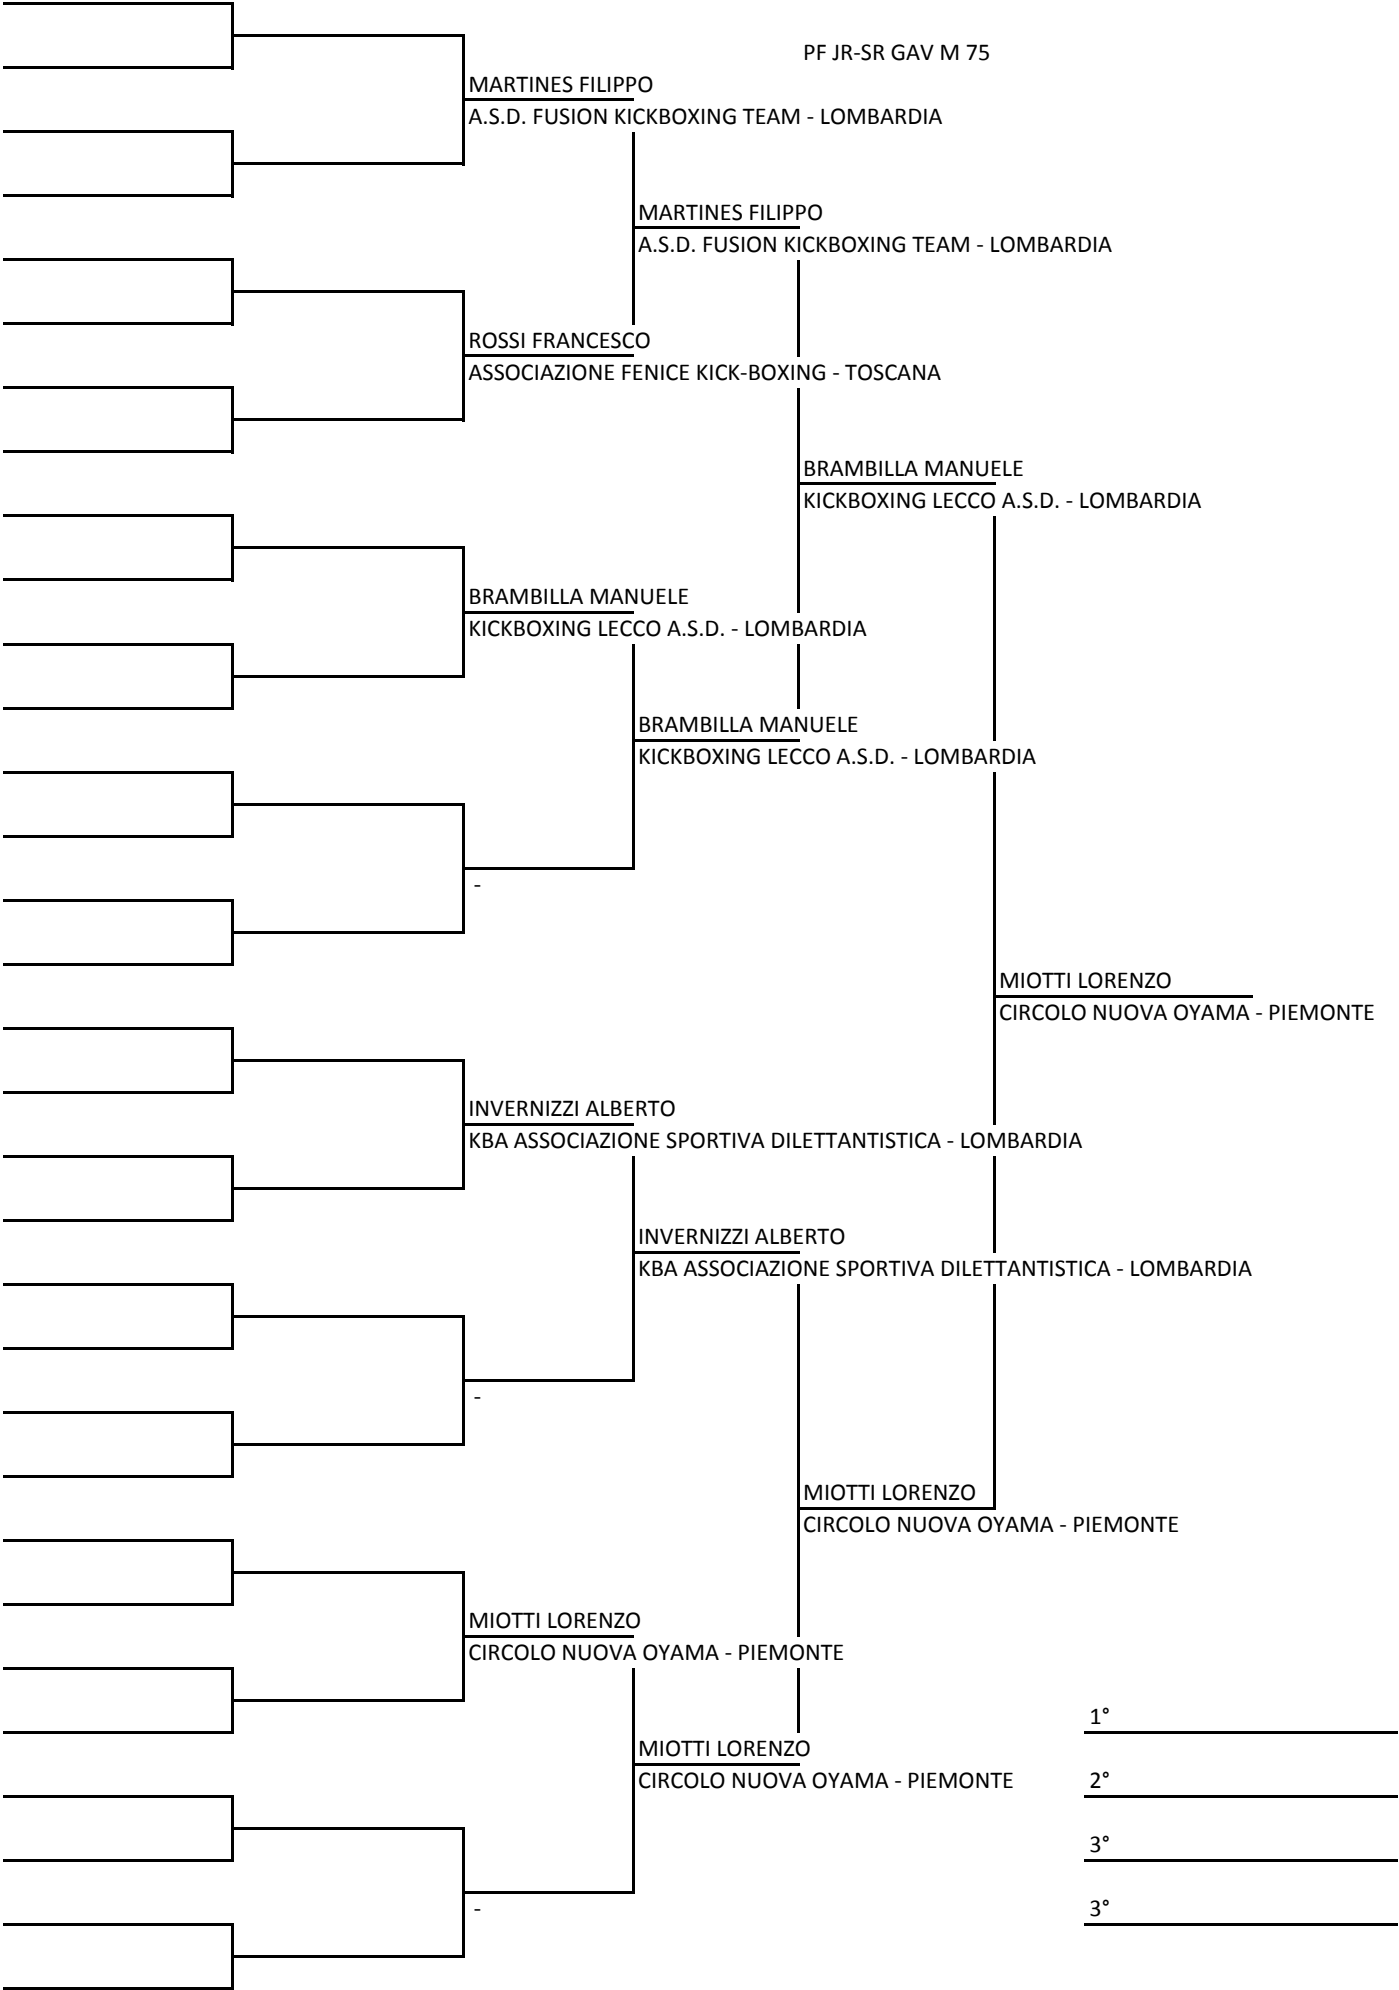 PF JR-SR GAV M 75
MARTINES FILIPPO
A.S.D. FUSION KICKBOXING TEAM - LOMBARDIA
MARTINES FILIPPO
A.S.D. FUSION KICKBOXING TEAM - LOMBARDIA
ROSSI FRANCESCO
ASSOCIAZIONE FENICE KICK-BOXING - TOSCANA
BRAMBILLA MANUELE
KICKBOXING LECCO A.S.D. - LOMBARDIA
BRAMBILLA MANUELE
KICKBOXING LECCO A.S.D. - LOMBARDIA
BRAMBILLA MANUELE
KICKBOXING LECCO A.S.D. - LOMBARDIA
-
MIOTTI LORENZO
CIRCOLO NUOVA OYAMA - PIEMONTE
INVERNIZZI ALBERTO
KBA ASSOCIAZIONE SPORTIVA DILETTANTISTICA - LOMBARDIA
INVERNIZZI ALBERTO
KBA ASSOCIAZIONE SPORTIVA DILETTANTISTICA - LOMBARDIA
-
MIOTTI LORENZO
CIRCOLO NUOVA OYAMA - PIEMONTE
MIOTTI LORENZO
CIRCOLO NUOVA OYAMA - PIEMONTE
MIOTTI LORENZO
CIRCOLO NUOVA OYAMA - PIEMONTE
-
1°
2°
3°
3°